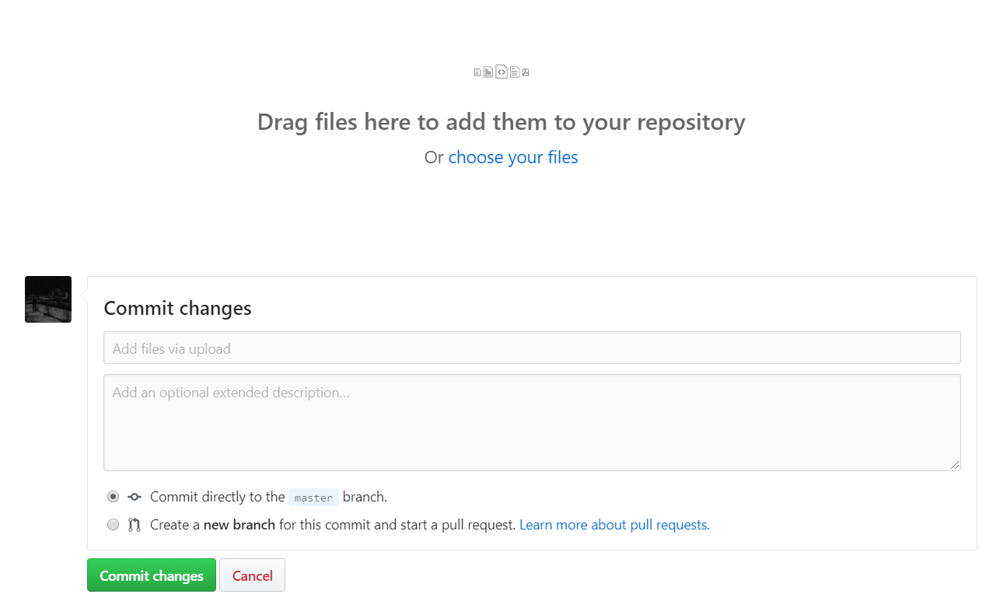 Drag files here to add them to your repository
Or choose your files
Commit changes
Add files via upload
Add an optional extended description...
Commit directly to the master branch.
Create a new branch for this commit and start a pull request. Learn more about pull requests.
Commit changes Cancel